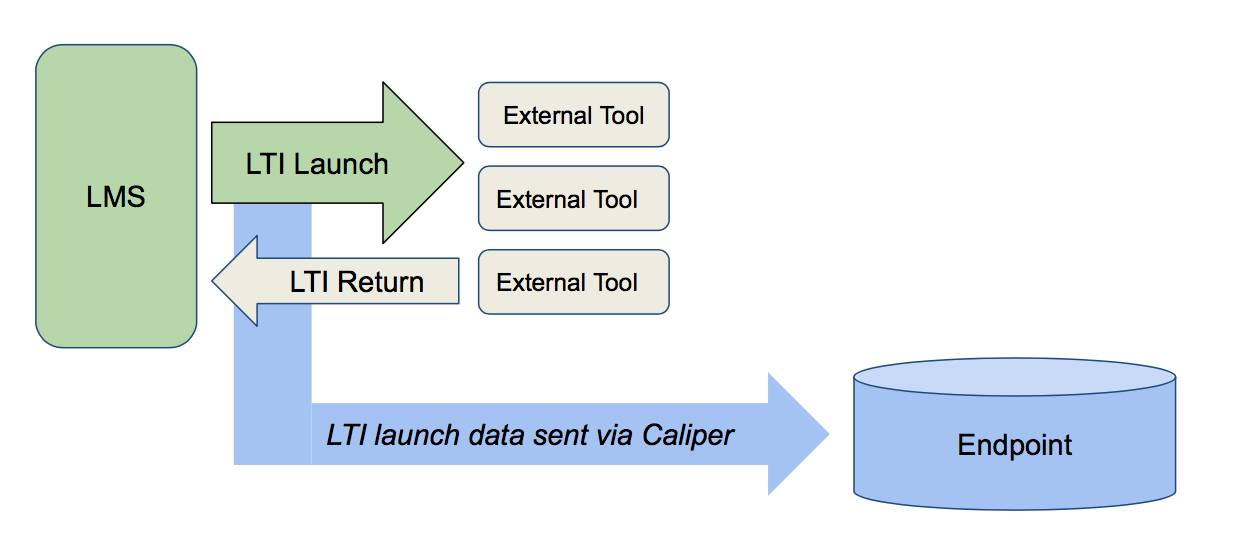 LMS
LTI Launch
External Tool
External Tool
LTI Return
External Tool
LTI launch data sent via Caliper
Endpoint